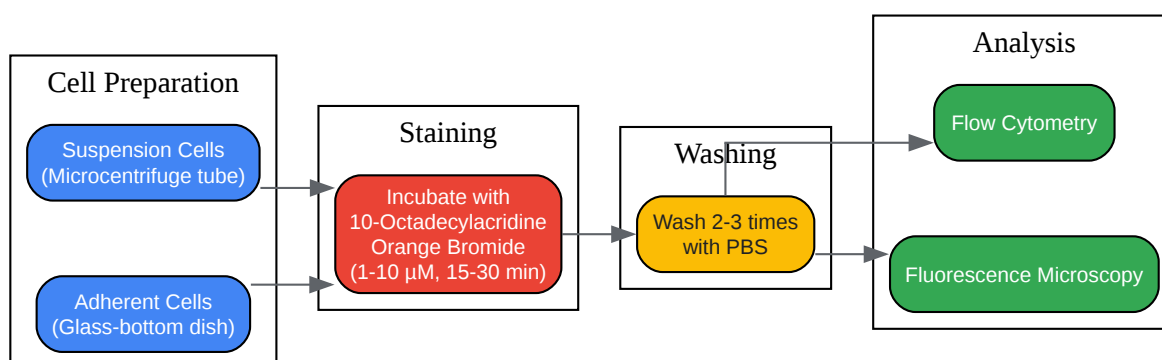 Cell Preparation
Suspension Cells
(Microcentrifuge tube)
Adherent Cells
(Glass-bottom dish)
Staining
Incubate with
10-Octadecylacridine
Orange Bromide
(1-10 µM, 15-30 min)
Washing
Wash 2-3 times
with PBS
Analysis
Flow Cytometry
Fluorescence Microscopy